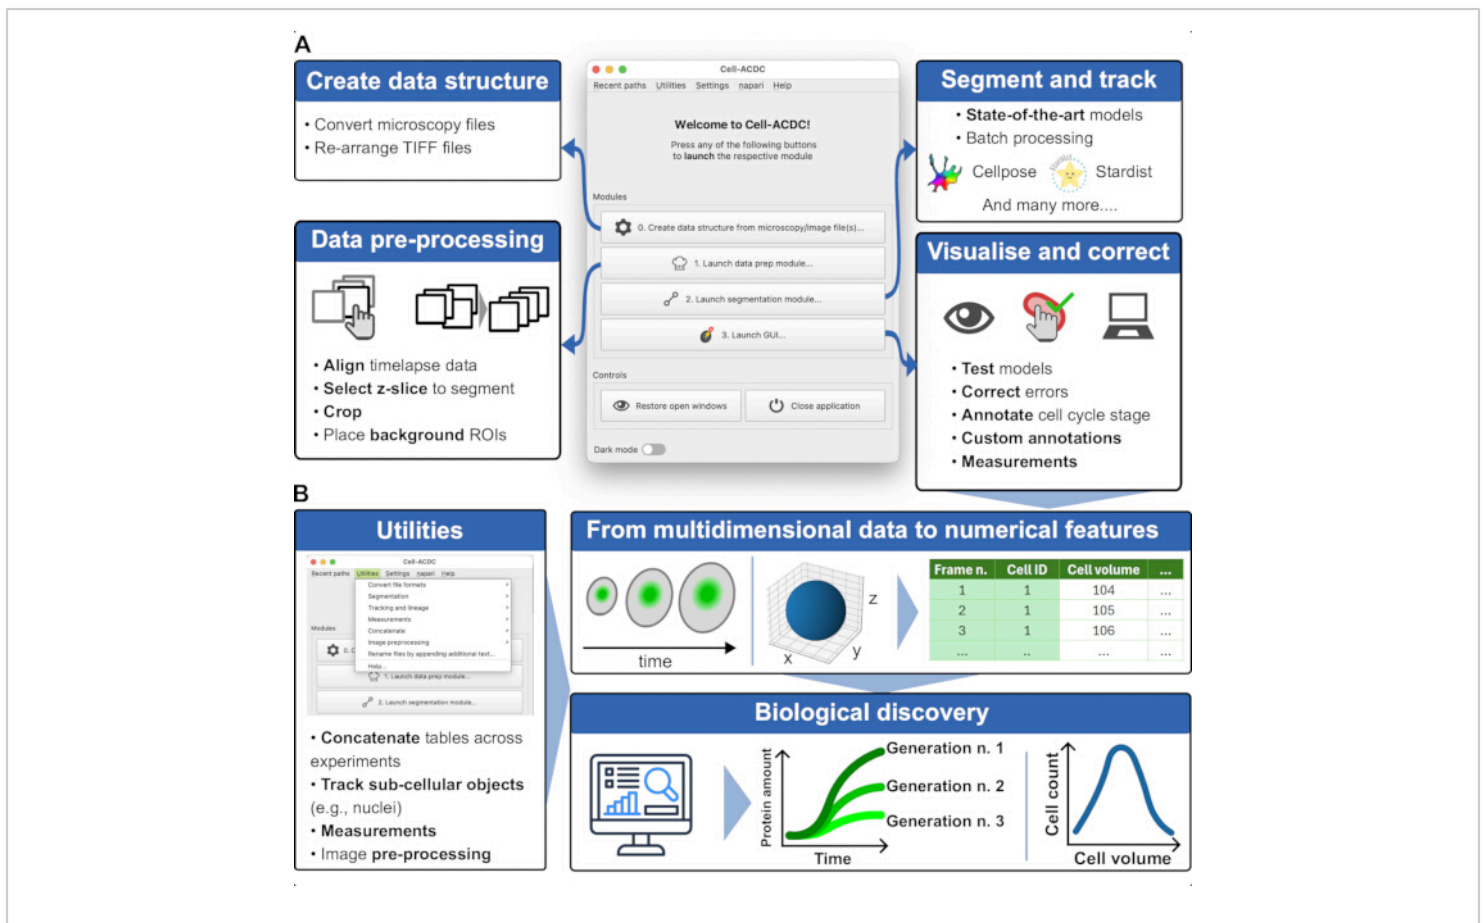 A
Create data structure
• Convert microscopy files
• Re-arrange TIFF files
Data pre-processing
• Align timelapse data
• Select z-slice to segment
• Crop
• Place background ROIs
Cell-ACDC
Recent paths Utilities Settings napari Help
Welcome to Cell-ACDC!
Press any of the following buttons
to launch the respective module
Modules
0. Create data structure from microscopy/image file(s)...
1. Launch data prep module...
2. Launch segmentation module...
3. Launch GUI...
Controls
Restore open windows
Close application
Dark mode
Segment and track
• State-of-the-art models
• Batch processing
Cellpose
Stardist
And many more....
Visualise and correct
• Test models
• Correct errors
• Annotate cell cycle stage
• Custom annotations
• Measurements
B
Utilities
Cell-ACDC
Recent paths Utilities Settings napari Help
Convert file formats
Segmentation
Tracking and lineage
Measurements
Concatenate
Image preprocessing
Rename files by appending additional text...
Help...
Modules
0. C
1. Launch data prep module...
2. Launch segmentation module...
• Concatenate tables across
experiments
• Track sub-cellular objects
(e.g., nuclei)
• Measurements
• Image pre-processing
From multidimensional data to numerical features
time
x
y
z
Frame n. Cell ID Cell volume ...
1 1 104 ...
2 1 105 ...
3 1 106 ...
... .. ... ...
Biological discovery
Protein amount
Time
Generation n. 1
Generation n. 2
Generation n. 3
Cell count
Cell volume